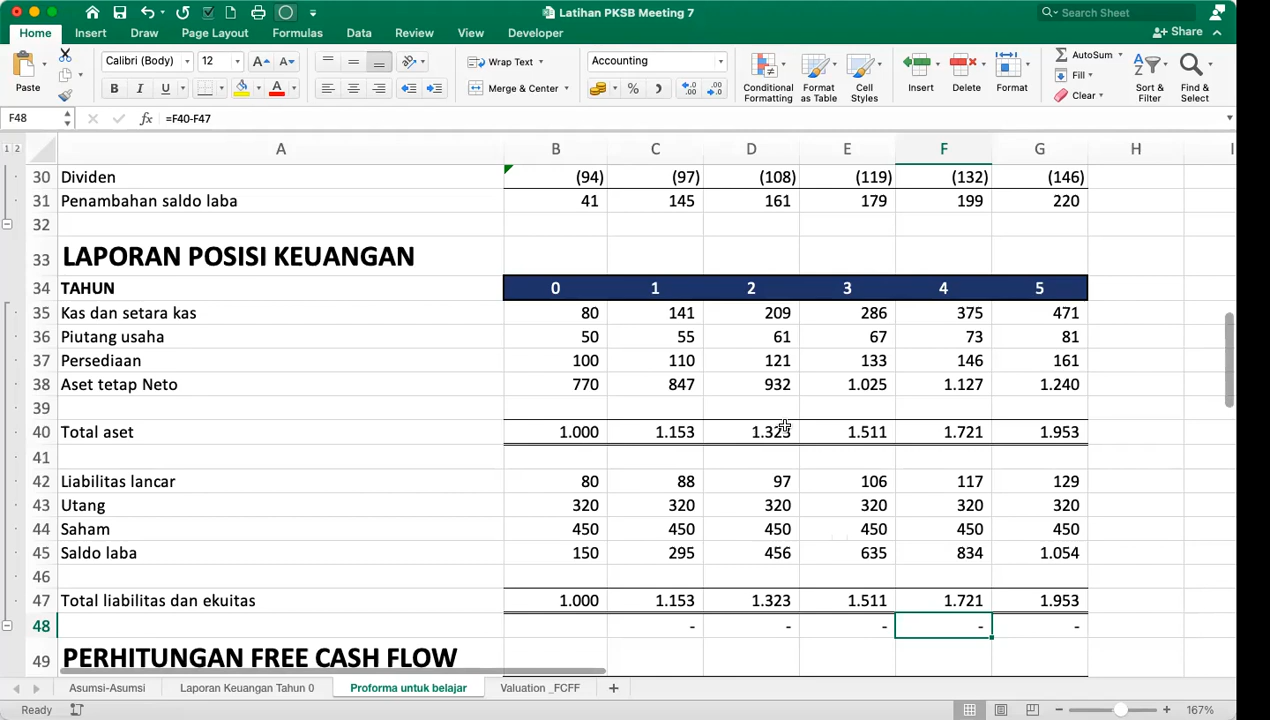 Latihan PKSB Meeting 7
Search Sheet
Home Insert Draw Page Layout Formulas Data Review View Developer
Share
Paste
Calibri (Body) 12
Wrap Text
Merge & Center
Accounting
Conditional Formatting
Format as Table
Cell Styles
Insert
Delete
Format
AutoSum
Fill
Clear
Sort & Filter
Find & Select
F48 fx =F40-F47
1 2 A B C D E F G H I
30 Dividen (94) (97) (108) (119) (132) (146)
31 Penambahan saldo laba 41 145 161 179 199 220
32
33 LAPORAN POSISI KEUANGAN
34 TAHUN 0 1 2 3 4 5
35 Kas dan setara kas 80 141 209 286 375 471
36 Piutang usaha 50 55 61 67 73 81
37 Persediaan 100 110 121 133 146 161
38 Aset tetap Neto 770 847 932 1.025 1.127 1.240
39
40 Total aset 1.000 1.153 1.323 1.511 1.721 1.953
41
42 Liabilitas lancar 80 88 97 106 117 129
43 Utang 320 320 320 320 320 320
44 Saham 450 450 450 450 450 450
45 Saldo laba 150 295 456 635 834 1.054
46
47 Total liabilitas dan ekuitas 1.000 1.153 1.323 1.511 1.721 1.953
48 - - - - -
49 PERHITUNGAN FREE CASH FLOW
Asumsi-Asumsi Laporan Keuangan Tahun 0 Proforma untuk belajar Valuation _FCFF +
Ready 167%